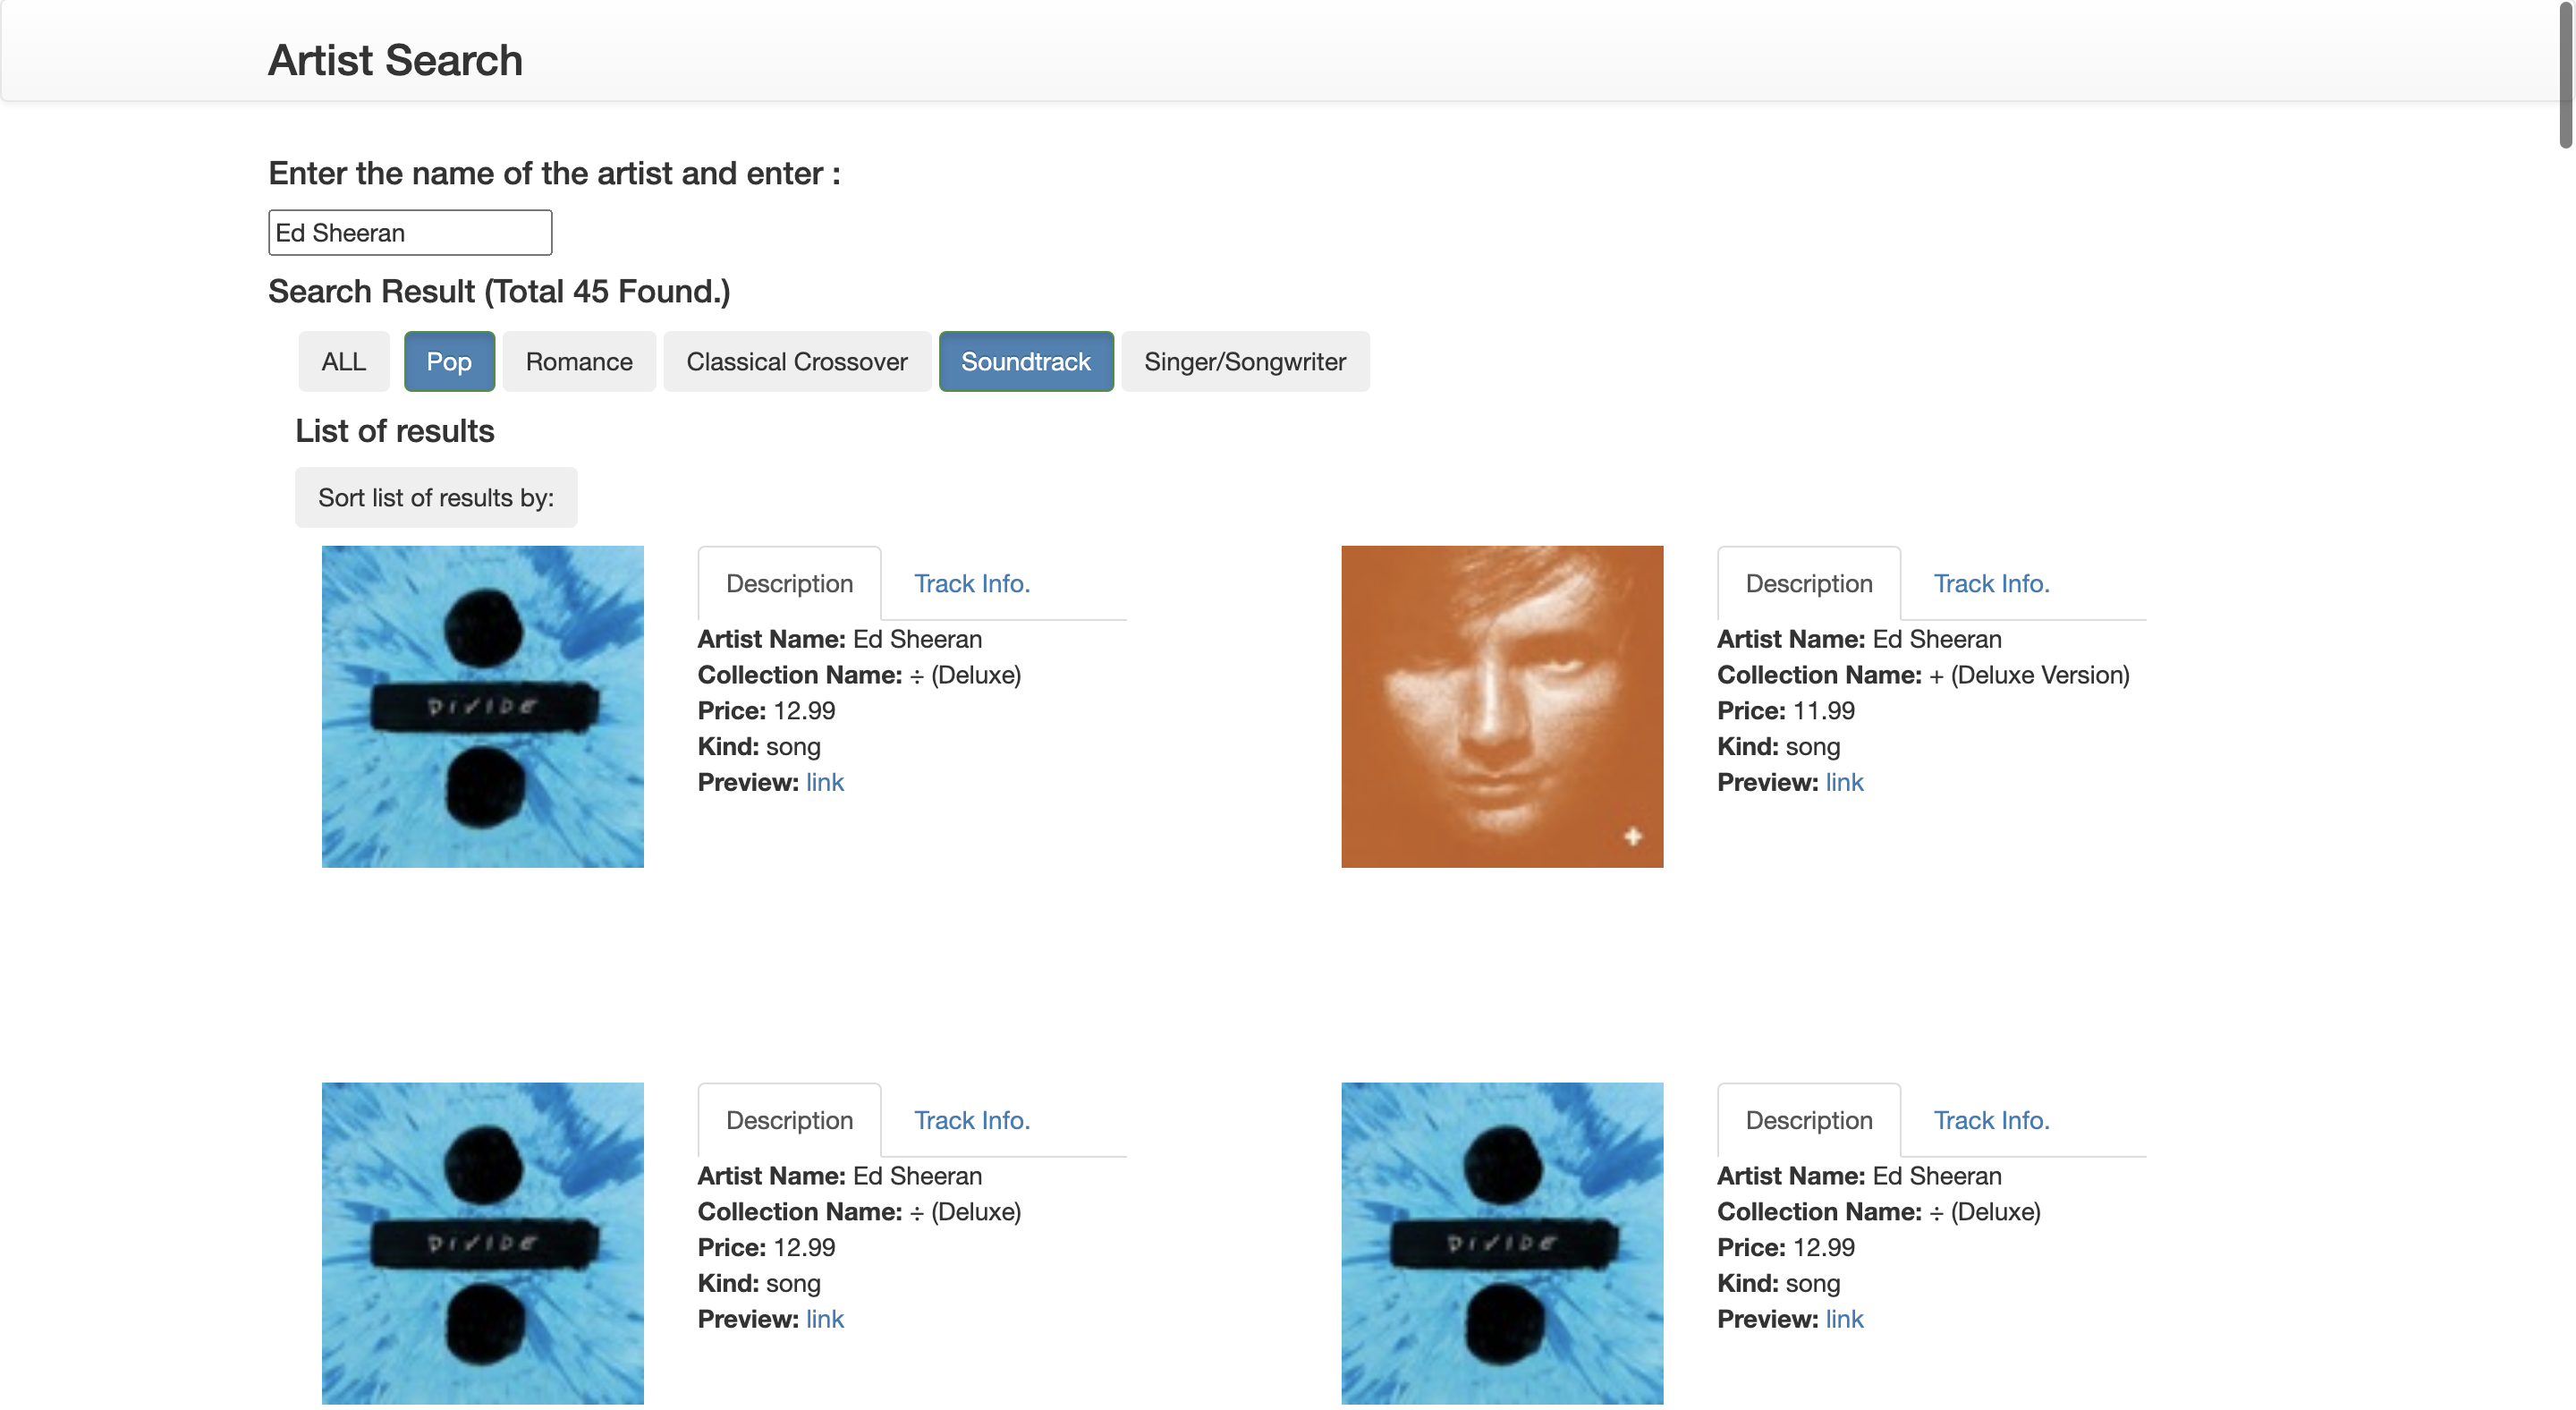 Artist Search
Enter the name of the artist and enter :
Ed Sheeran
Search Result (Total 45 Found.)
ALL Pop Romance Classical Crossover Soundtrack Singer/Songwriter
List of results
Sort list of results by:
DIVIDE
Description Track Info.
Artist Name: Ed Sheeran
Collection Name: ÷ (Deluxe)
Price: 12.99
Kind: song
Preview: link
+
Description Track Info.
Artist Name: Ed Sheeran
Collection Name: + (Deluxe Version)
Price: 11.99
Kind: song
Preview: link
DIVIDE
Description Track Info.
Artist Name: Ed Sheeran
Collection Name: ÷ (Deluxe)
Price: 12.99
Kind: song
Preview: link
DIVIDE
Description Track Info.
Artist Name: Ed Sheeran
Collection Name: ÷ (Deluxe)
Price: 12.99
Kind: song
Preview: link